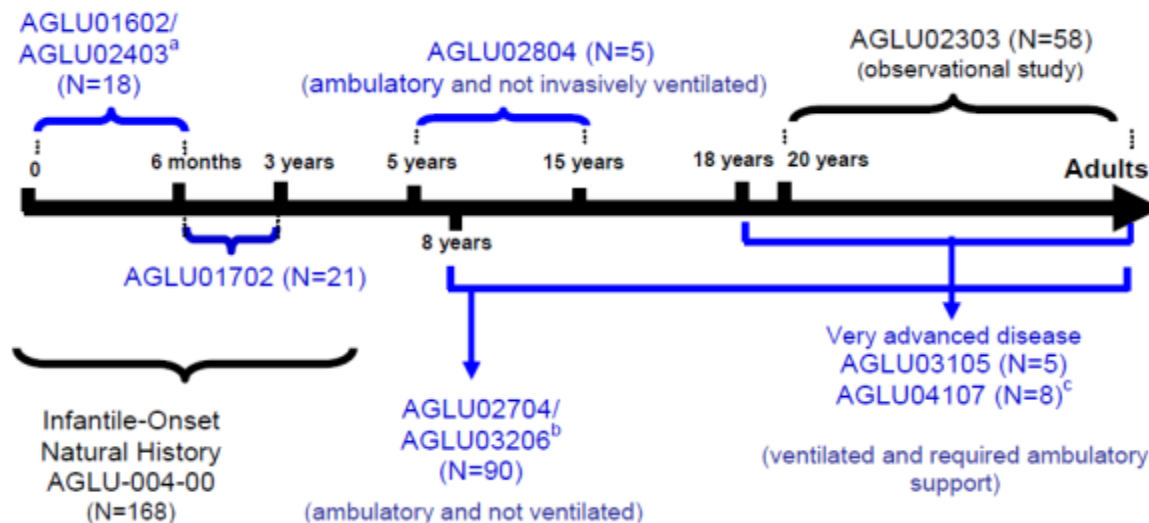 AGLU01602/
AGLU02403a
(N=18)
AGLU02804 (N=5)
(ambulatory and not invasively ventilated)
AGLU02303 (N=58)
(observational study)
0
6 months
3 years
5 years
15 years
18 years
20 years
Adults
8 years
AGLU01702 (N=21)
Very advanced disease
AGLU03105 (N=5)
AGLU04107 (N=8)c
(ventilated and required ambulatory
support)
Infantile-Onset
Natural History
AGLU-004-00
(N=168)
AGLU02704/
AGLU03206b
(N=90)
(ambulatory and not ventilated)